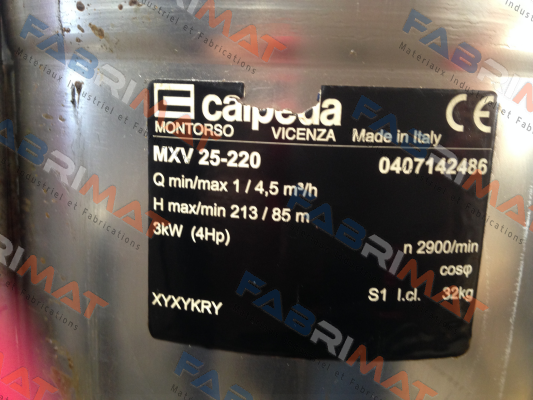 calpeda
MONTORSO VICENZA Made in Italy CE
MXV 25-220 0407142486
Q min/max 1 / 4,5 m³/h
H max/min 213 / 85 m
3kW (4Hp) n 2900/min
cosφ
S1 I.cl. 32kg
XYXYKRY
FABRIMAT
Matériaux Industriel et Fabrications